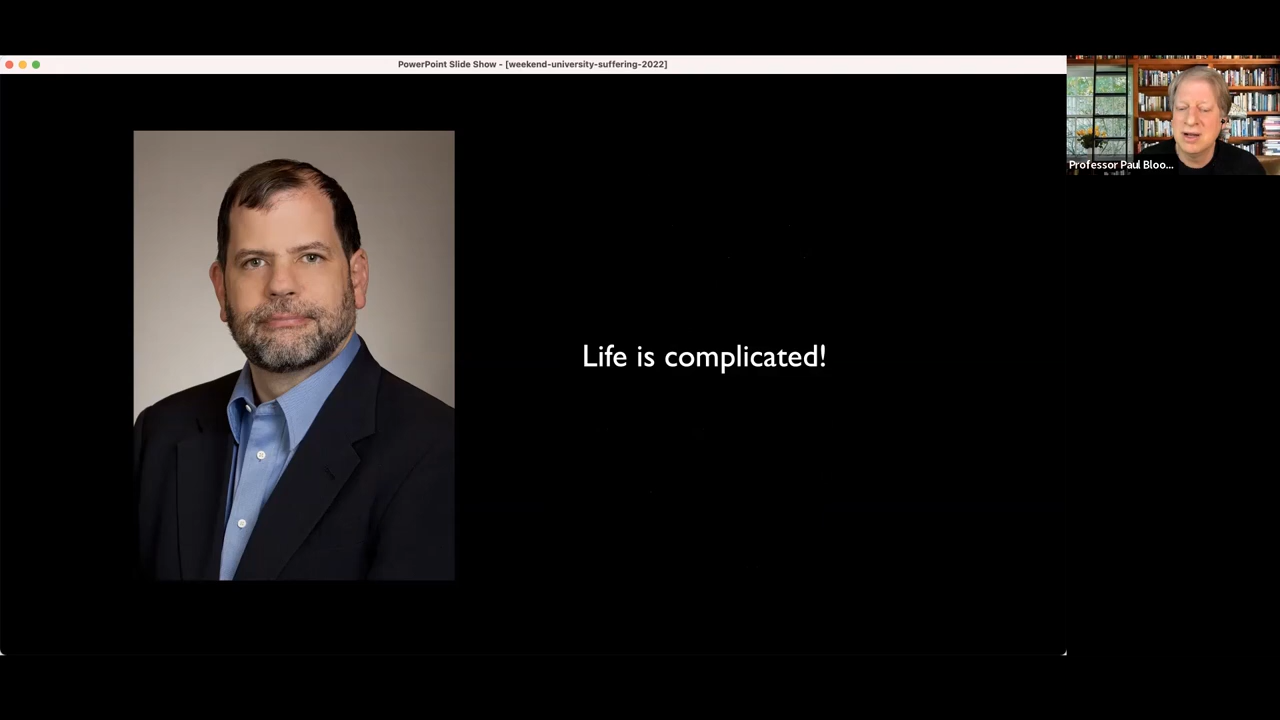 PowerPoint Slide Show - [weekend-university-suffering-2022]
Professor Paul Bloo...
Life is complicated!